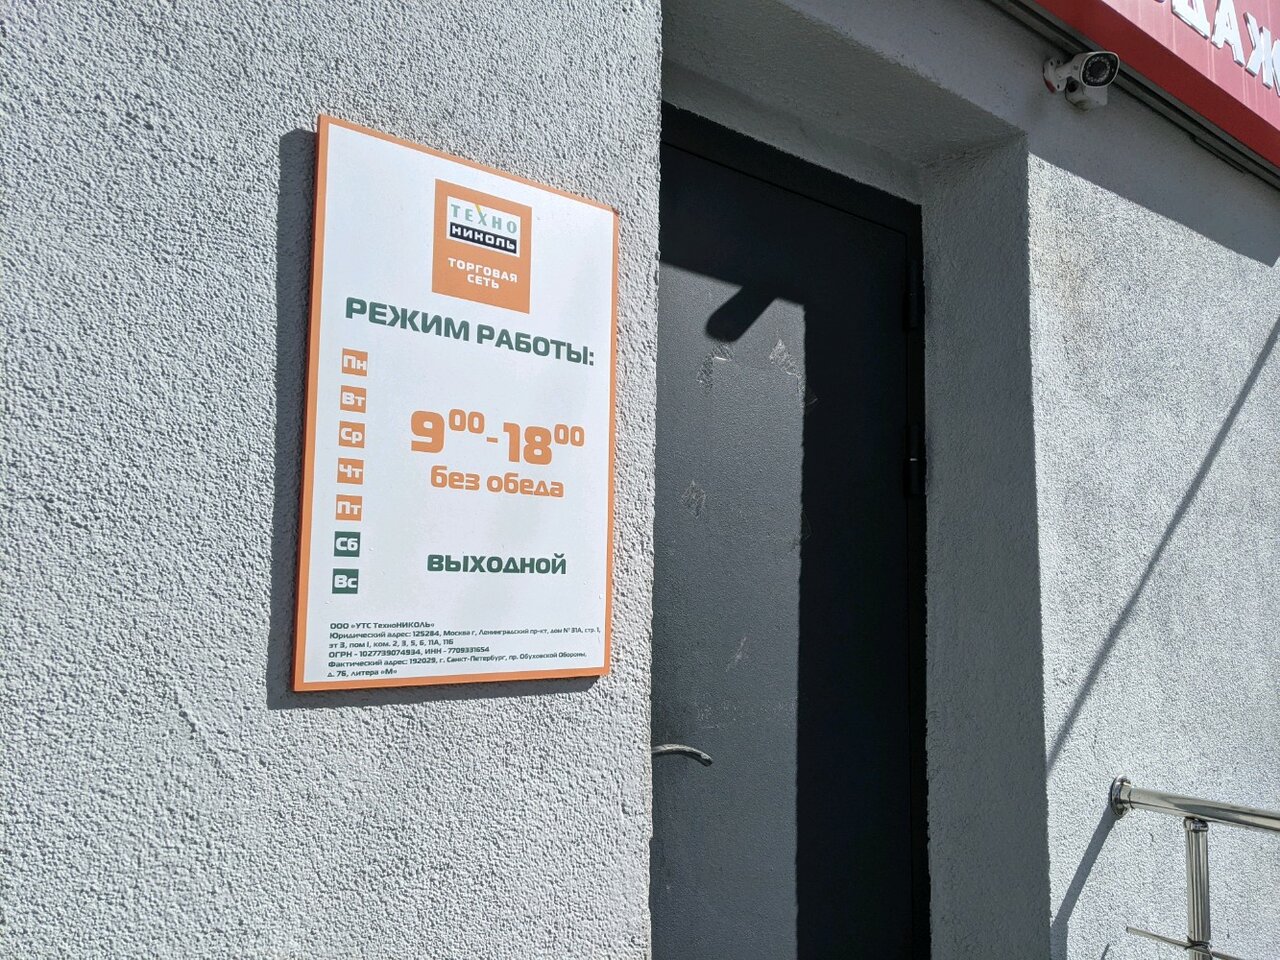 ТЕХНО
НИКОЛЬ
ТОРГОВАЯ
СЕТЬ
РЕЖИМ РАБОТЫ:
Пн
Вт
Ср
Чт
Пт
9⁰⁰-18⁰⁰
без обеда
Сб
Вс
ВЫХОДНОЙ
ООО »УТС ТехноНИКОЛЬ»
Юридический адрес: 125284, Москва г, Ленинградский пр-кт, дом № 31А, стр. 1,
эт 3, пом I, ком. 2, 3, 5, 6, 11А, 11Б
ОГРН - 1027739074934, ИНН - 7709331654
Фактический адрес: 192029, г. Санкт-Петербург, пр. Обуховской Обороны,
д. 76, литера »М»